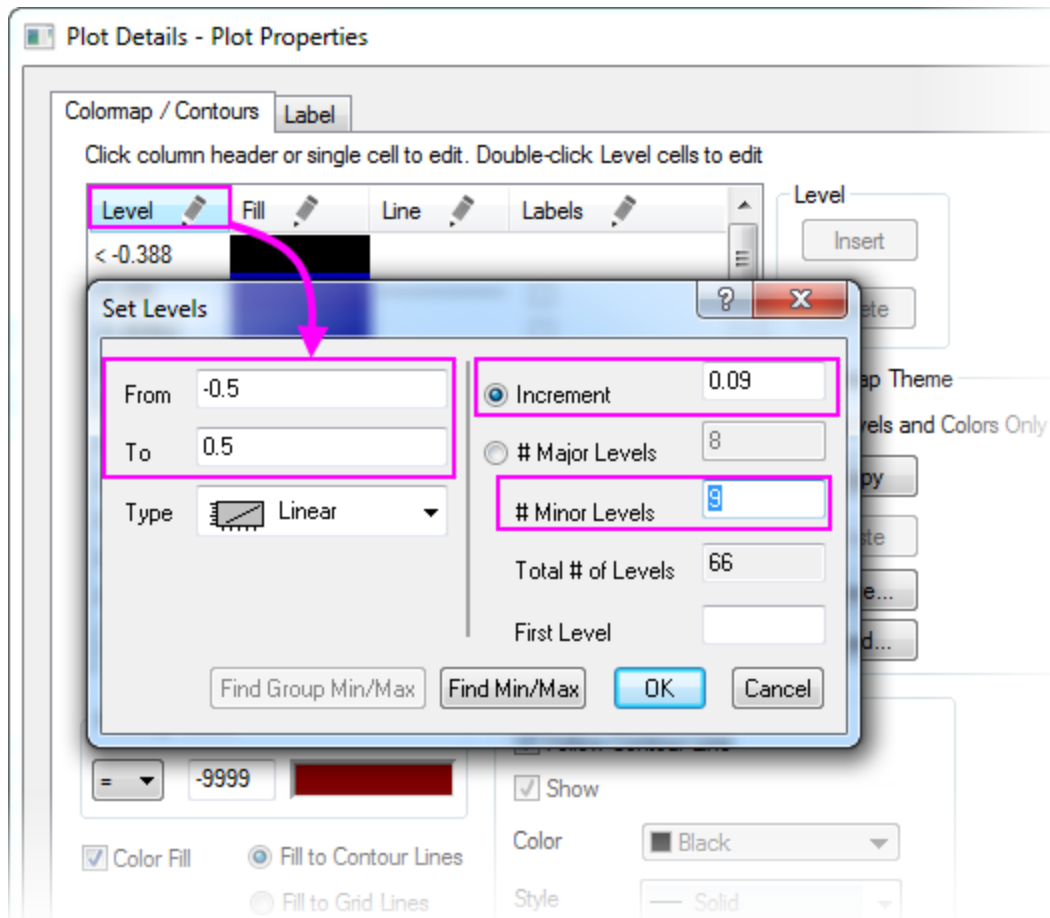 Plot Details - Plot Properties
Colormap / Contours
Label
Click column header or single cell to edit. Double-click Level cells to edit
Level
Fill
Line
Labels
Level
Insert
< -0.388
Set Levels
?
From
-0.5
Increment
0.09
To
0.5
# Major Levels
8
Type
Linear
# Minor Levels
9
Total # of Levels
66
First Level
Find Group Min/Max
Find Min/Max
OK
Cancel
Theme
and Colors Only
=
-9999
Show
Color Fill
Fill to Contour Lines
Fill to Grid Lines
Color
Black
Style
Solid